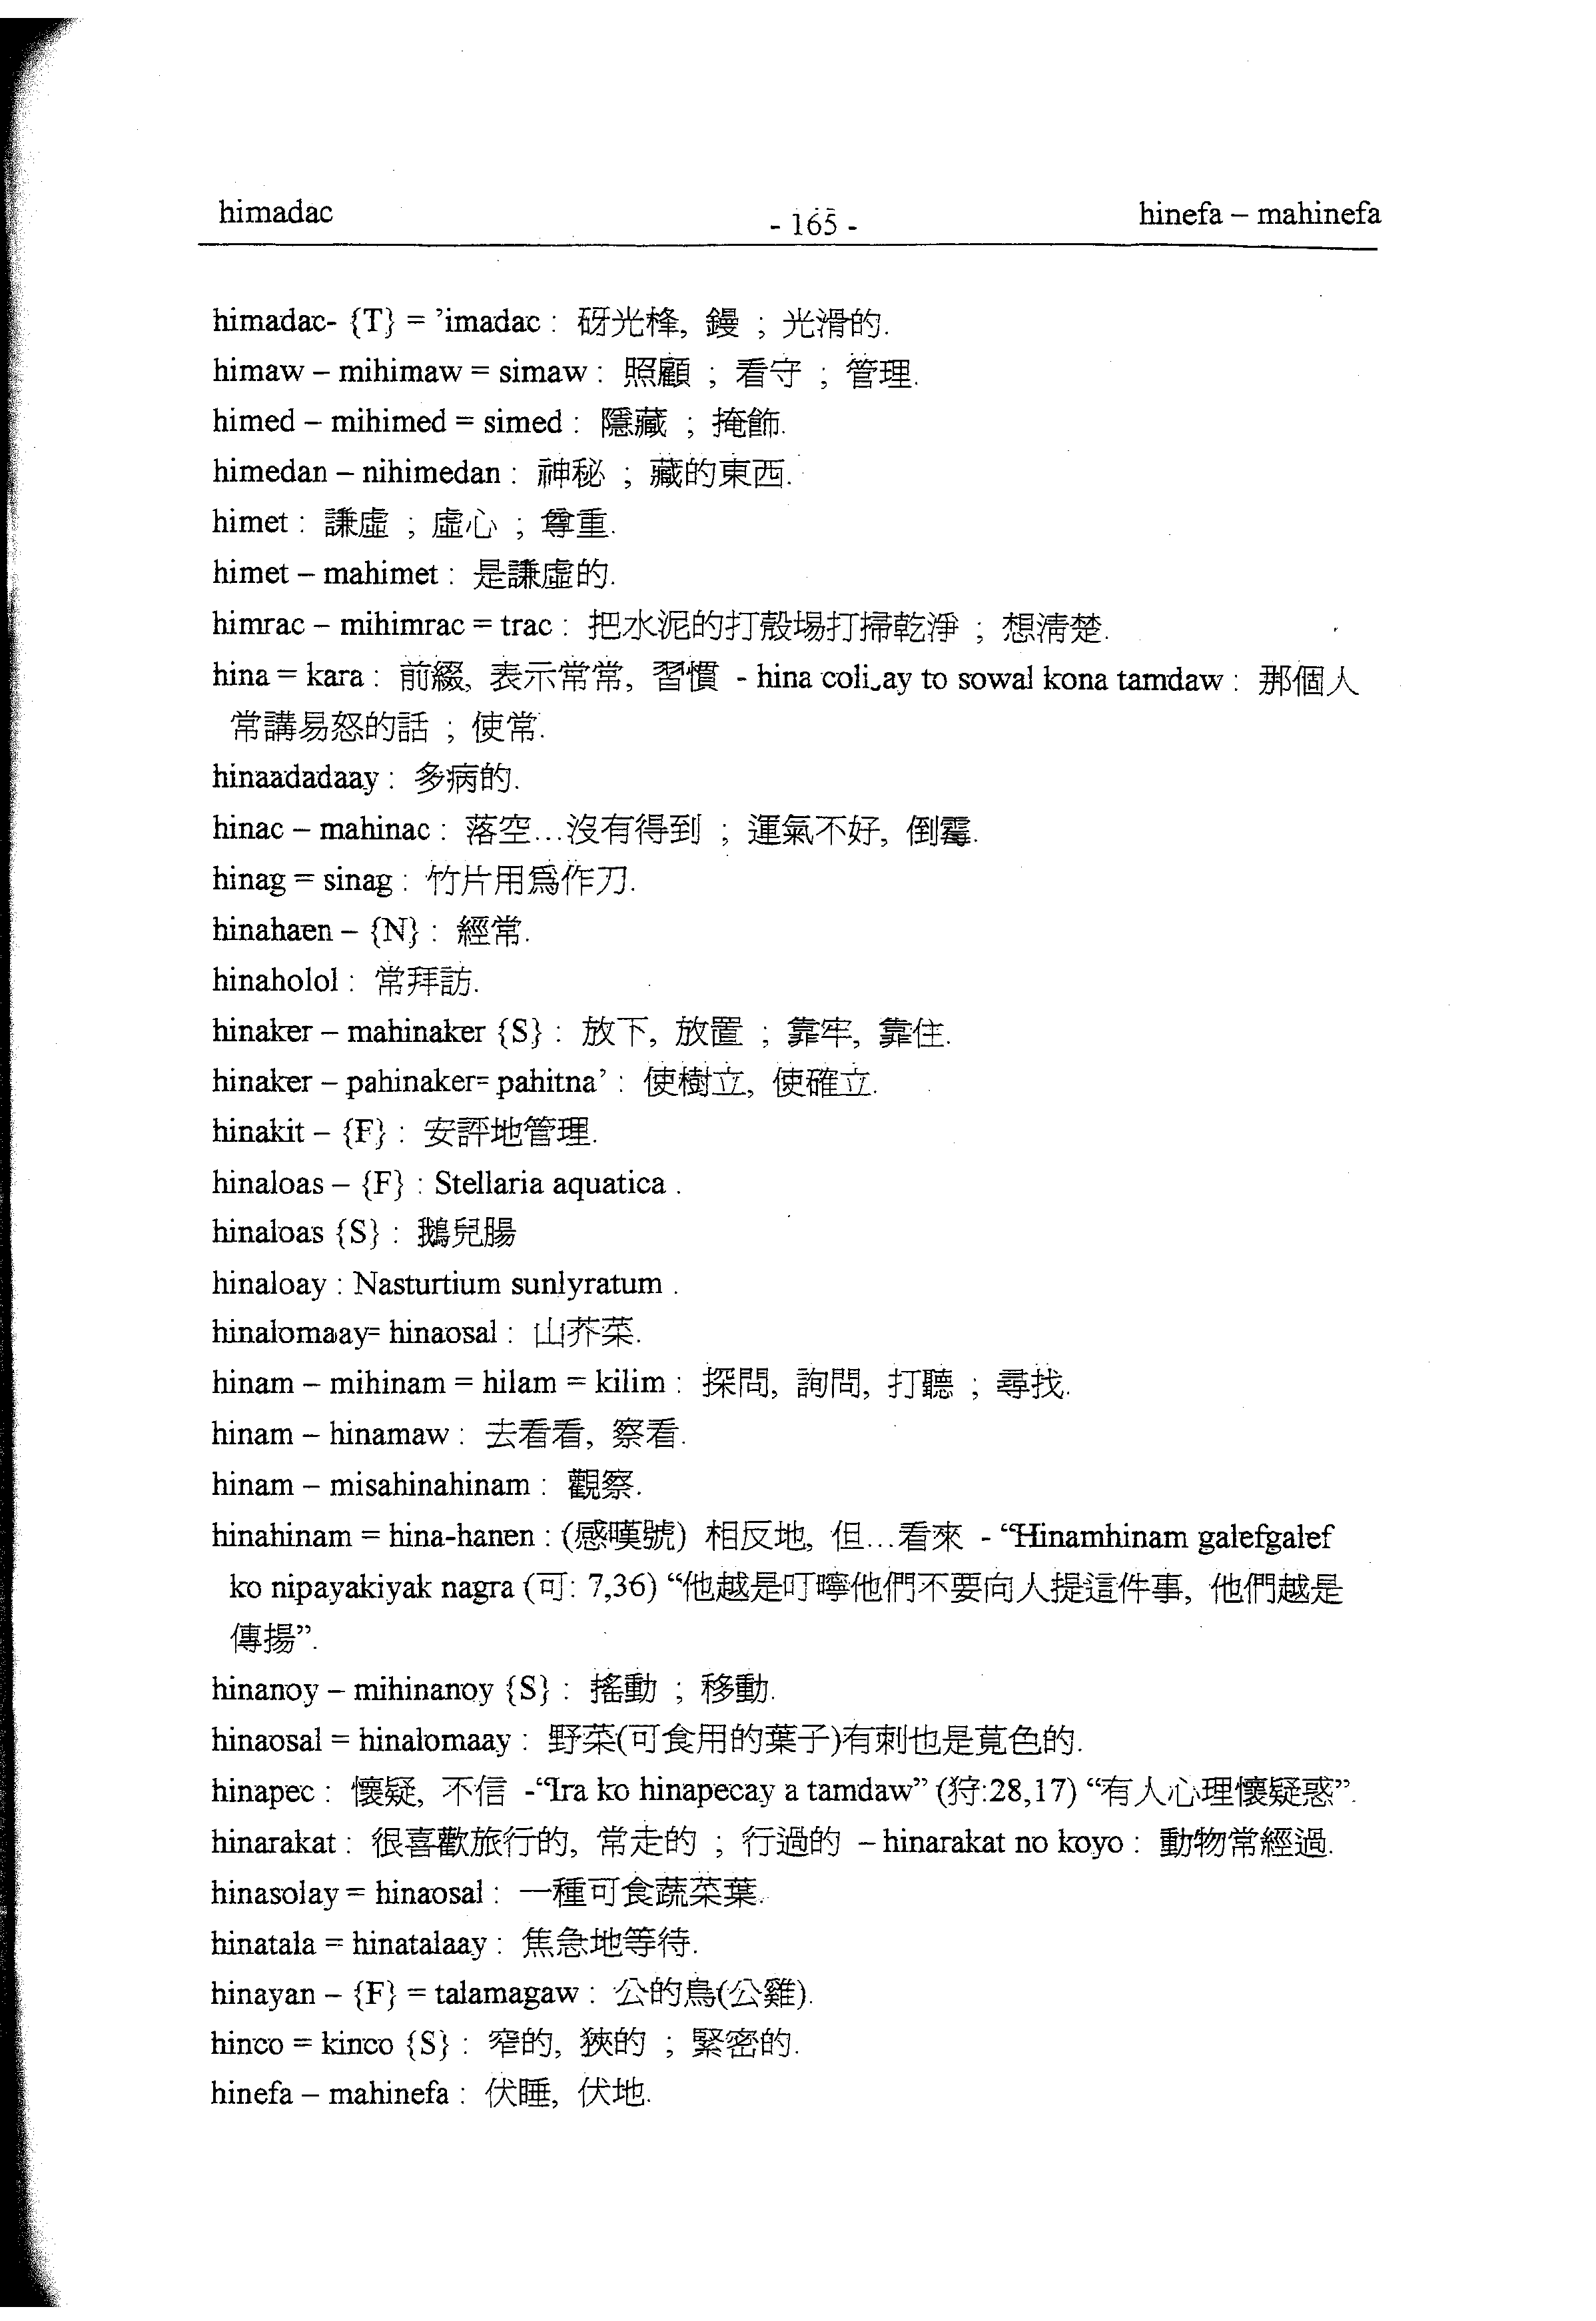 himadac
- 165 -
hinefa – mahinefa
himadac- {T} = ’imadac : 砑光㭋, 鏝 ; 光滑的.
himaw – mihimaw = simaw : 照顧 ; 看守 ; 管理.
himed – mihimed = simed : 隱藏 ; 掩飾.
himedan – nihimedan : 神秘 ; 藏的東西.
himet : 謙虛 ; 虛心 ; 尊重.
himet – mahimet : 是謙虛的.
himrac – mihimrac = trac : 把水泥的打殼場打掃乾淨 ; 想清楚.
hina = kara : 前綴, 表示常常, 習慣 - hina coli‿ay to sowal kona tamdaw : 那個人
常講易怒的話 ; 使常.
hinaadadaay : 多病的.
hinac – mahinac : 落空…沒有得到 ; 運氣不好, 倒霉.
hinag = sinag : 竹片用爲作刀.
hinahaen – {N} : 經常.
hinaholol : 常拜訪.
hinaker – mahinaker {S} : 放下, 放置 ; 靠牢, 靠住.
hinaker – pahinaker= pahitna’ : 使樹立, 使確立.
hinakit – {F} : 安評地管理.
hinaloas – {F} : Stellaria aquatica .
hinaloas {S} : 鵝兒腸
hinaloay : Nasturtium sunlyratum .
hinalomaay= hinaosal : 山芥菜.
hinam – mihinam = hilam = kilim : 探問, 詢問, 打聽 ; 尋找.
hinam – hinamaw : 去看看, 察看.
hinam – misahinahinam : 觀察.
hinahinam = hina-hanen : (感嘆號) 相反地, 但…看來 - “Hinamhinam galefgalef
ko nipayakiyak nagra (可: 7,36) “他越是叮嚀他們不要向人提這件事, 他們越是
傳揚”.
hinanoy – mihinanoy {S} : 搖動 ; 移動.
hinaosal = hinalomaay : 野菜(可食用的葉子)有刺也是莧色的.
hinapec : 懷疑, 不信 -“Ira ko hinapecay a tamdaw” (狩:28,17) “有人心理懷疑惑”.
hinarakat : 很喜歡旅行的, 常走的 ; 行過的 – hinarakat no koyo : 動物常經過.
hinasolay = hinaosal : 一種可食蔬菜葉.
hinatala = hinatalaay : 焦急地等待.
hinayan – {F} = talamagaw : 公的鳥(公雞).
hinco = kinco {S} : 窄的, 狹的 ; 緊密的.
hinefa – mahinefa : 伏睡, 伏地.